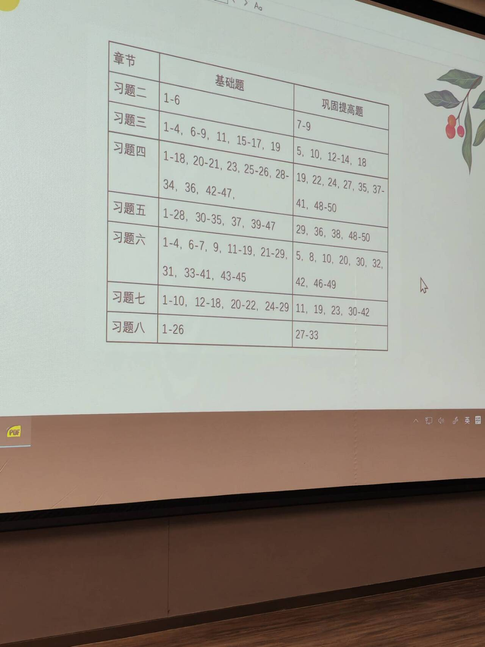 章节 基础题 巩固提高题
习题二 1-6 7-9
习题三 1-4, 6-9, 11, 15-17, 19 5, 10, 12-14, 18
习题四 1-18, 20-21, 23, 25-26, 28- 19, 22, 24, 27, 35, 37-
34, 36, 42-47, 41, 48-50
习题五 1-28, 30-35, 37, 39-47 29, 36, 38, 48-50
习题六 1-4, 6-7, 9, 11-19, 21-29, 5, 8, 10, 20, 30, 32,
31, 33-41, 43-45 42, 46-49
习题七 1-10, 12-18, 20-22, 24-29 11, 19, 23, 30-42
习题八 1-26 27-33
PDF
英